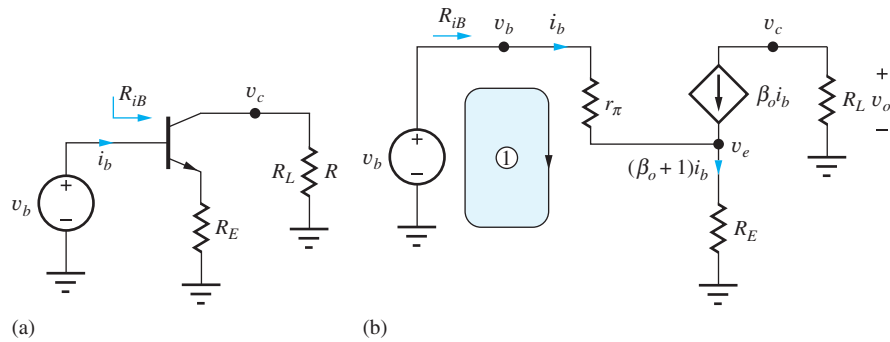 R_iB
v_c
i_b
+
−
v_b
R_L
R
R_E
(a)
R_iB
v_b
i_b
v_c
r_π
β_o i_b
+
R_L
v_o
−
v_b
+
−
①
v_e
(β_o + 1)i_b
R_E
(b)